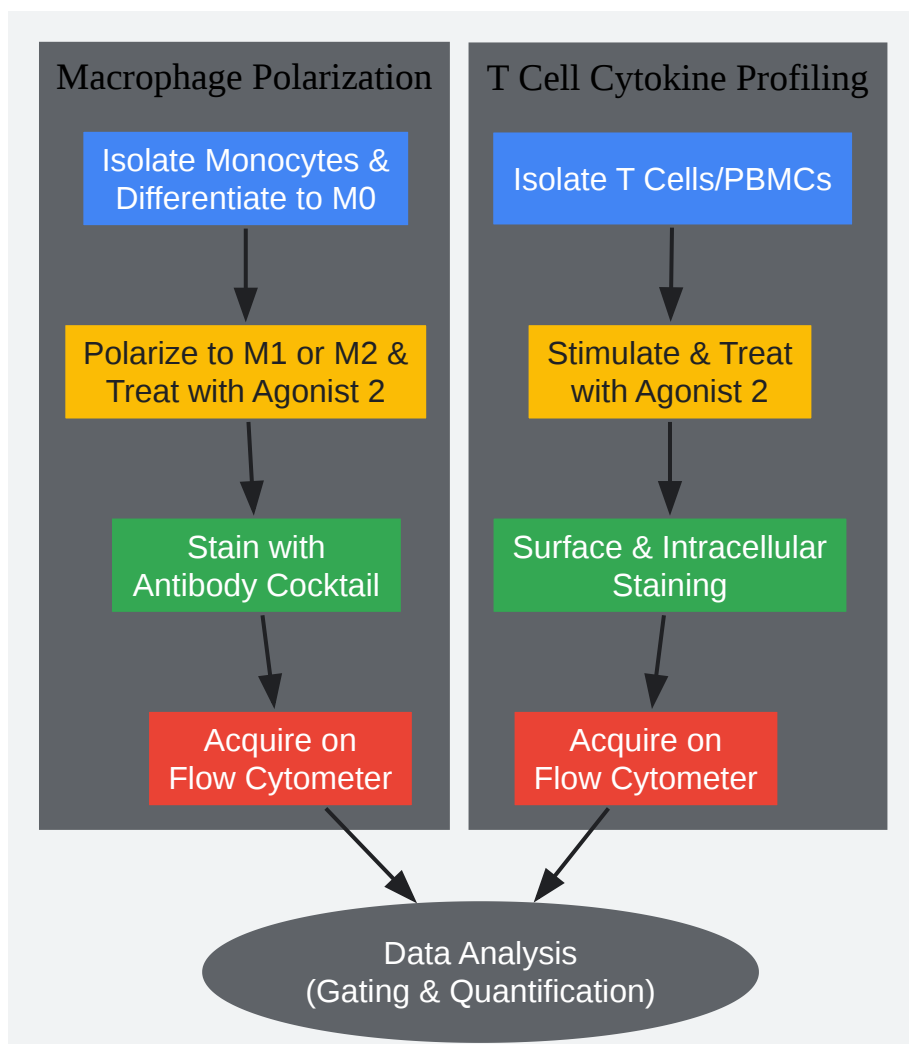 Macrophage Polarization
Isolate Monocytes &
Differentiate to M0
Polarize to M1 or M2 &
Treat with Agonist 2
Stain with
Antibody Cocktail
Acquire on
Flow Cytometer
T Cell Cytokine Profiling
Isolate T Cells/PBMCs
Stimulate & Treat
with Agonist 2
Surface & Intracellular
Staining
Acquire on
Flow Cytometer
Data Analysis
(Gating & Quantification)